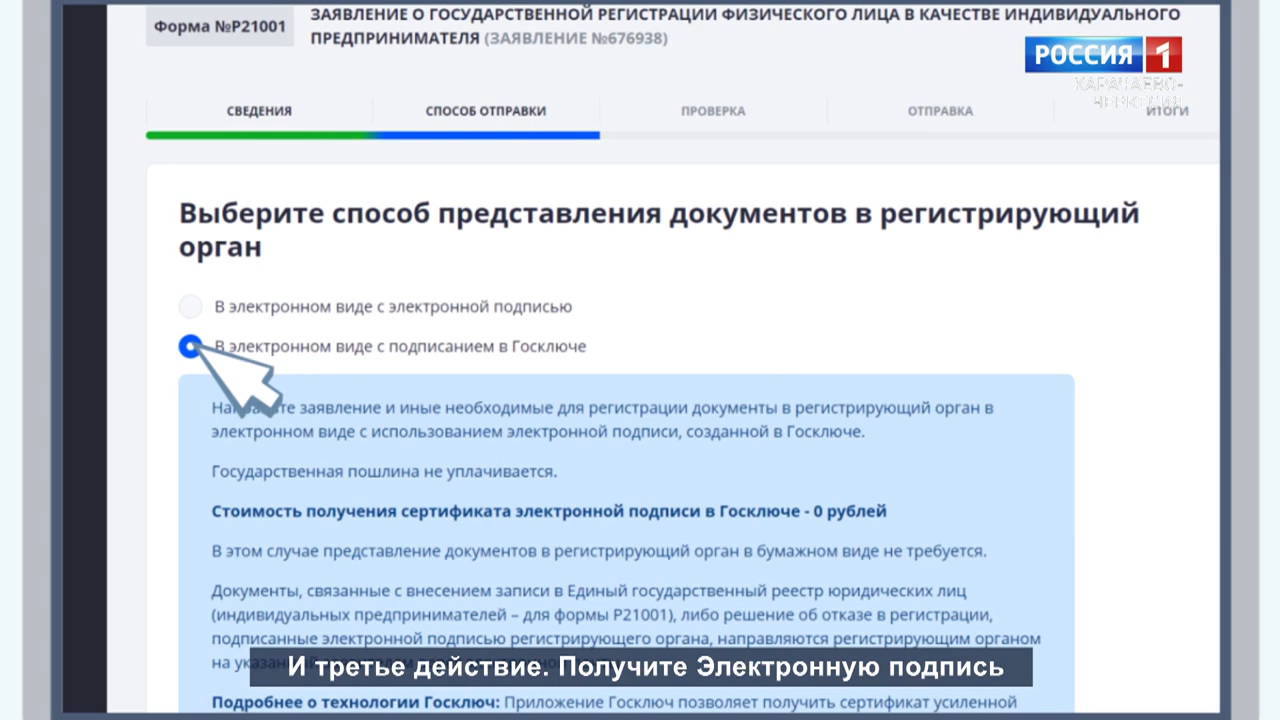 Форма №Р21001
ЗАЯВЛЕНИЕ О ГОСУДАРСТВЕННОЙ РЕГИСТРАЦИИ ФИЗИЧЕСКОГО ЛИЦА В КАЧЕСТВЕ ИНДИВИДУАЛЬНОГО
ПРЕДПРИНИМАТЕЛЯ (ЗАЯВЛЕНИЕ №676938)
РОССИЯ 1
КАРАЧАЕВО-
ЧЕРКЕСИЯ
СВЕДЕНИЯ
СПОСОБ ОТПРАВКИ
ПРОВЕРКА
ОТПРАВКА
ИТОГИ
Выберите способ представления документов в регистрирующий
орган
В электронном виде с электронной подписью
В электронном виде с подписанием в Госключе
заявление и иные необходимые для регистрации документы в регистрирующий орган в
электронном виде с использованием электронной подписи, созданной в Госключе.
Государственная пошлина не уплачивается.
Стоимость получения сертификата электронной подписи в Госключе - 0 рублей
В этом случае представление документов в регистрирующий орган в бумажном виде не требуется.
Документы, связанные с внесением записи в Единый государственный реестр юридических лиц
(индивидуальных предпринимателей – для формы Р21001), либо решение об отказе в регистрации,
подписанные электронной подписью регистрирующего органа, направляются регистрирующим органом
на
И третье действие. Получите Электронную подпись
Подробнее о технологии Госключ: Приложение Госключ позволяет получить сертификат усиленной